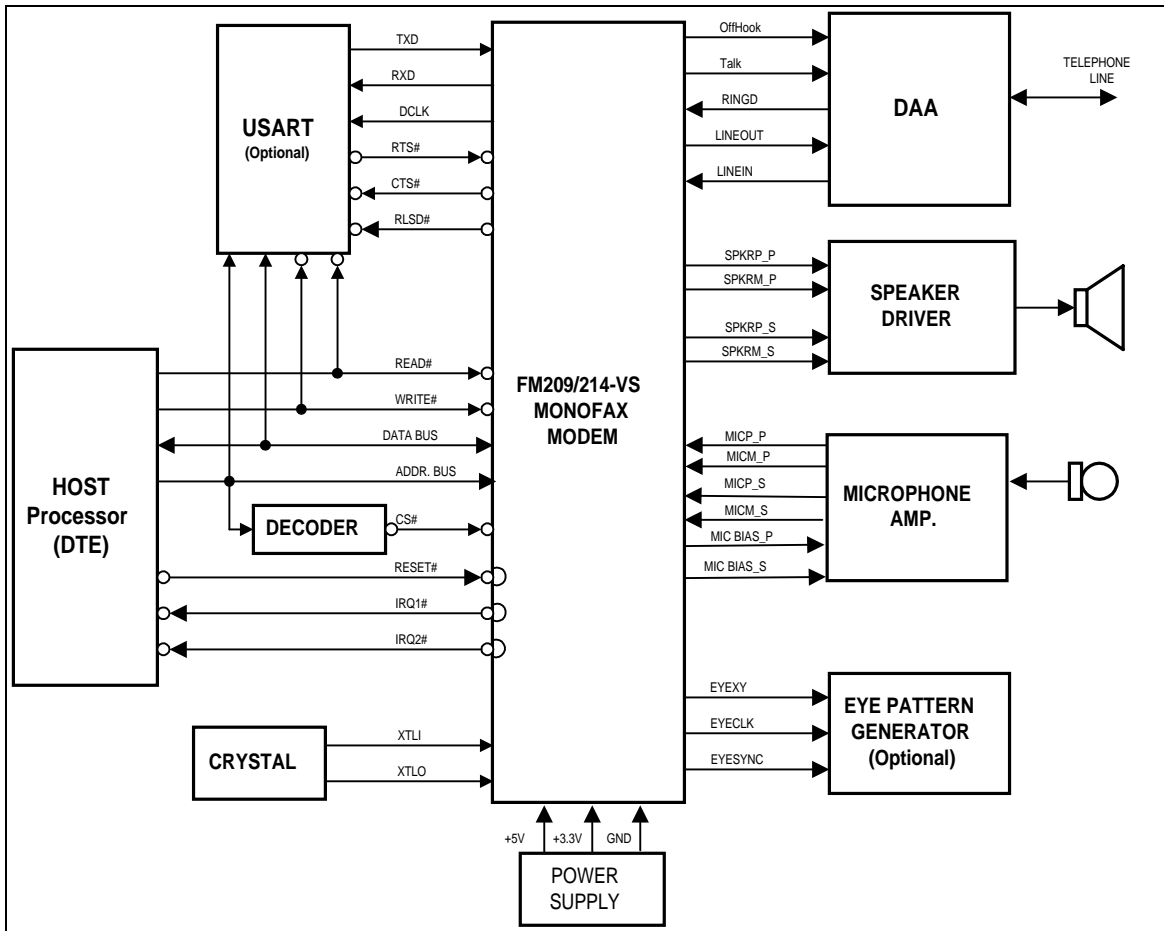 TXD
RXD
DCLK
RTS#
CTS#
RLSD#
USART
(Optional)
OffHook
Talk
RINGD
LINEOUT
LINEIN
DAA
TELEPHONE
LINE
SPKRP_P
SPKRM_P
SPKRP_S
SPKRM_S
SPEAKER
DRIVER
HOST
Processor
(DTE)
READ#
WRITE#
DATA BUS
ADDR. BUS
DECODER
CS#
RESET#
IRQ1#
IRQ2#
FM209/214-VS
MONOFAX
MODEM
MICP_P
MICM_P
MICP_S
MICM_S
MIC BIAS_P
MIC BIAS_S
MICROPHONE
AMP.
CRYSTAL
XTLI
XTLO
EYEXY
EYECLK
EYESYNC
EYE PATTERN
GENERATOR
(Optional)
+5V
+3.3V
GND
POWER
SUPPLY